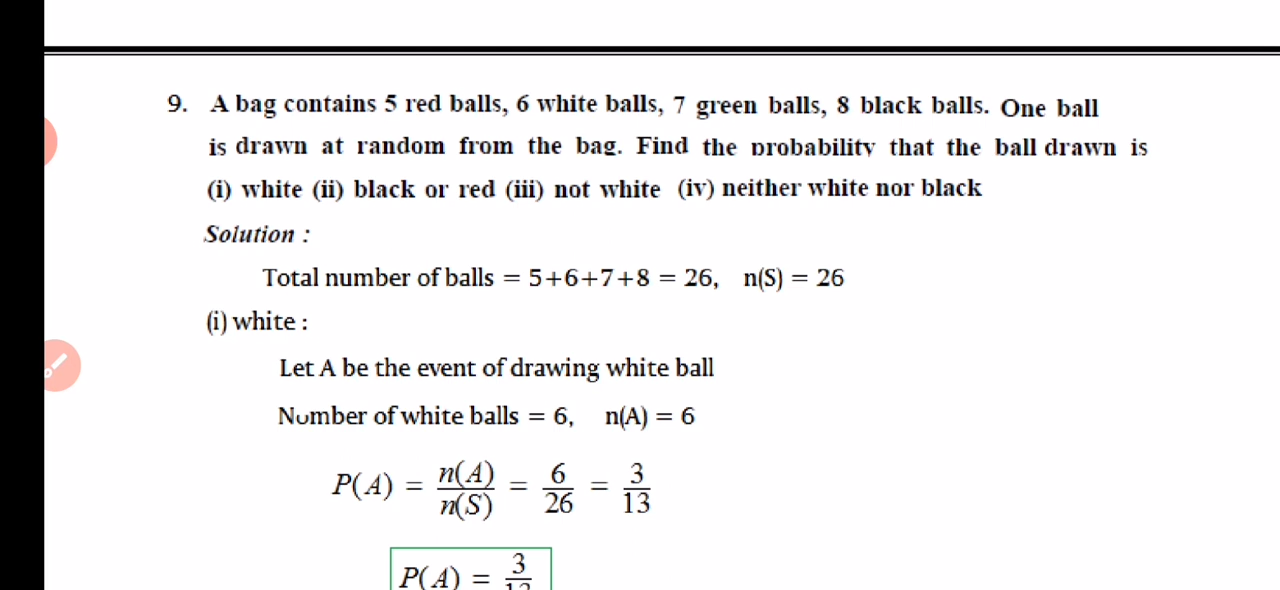 9. A bag contains 5 red balls, 6 white balls, 7 green balls, 8 black balls. One ball
is drawn at random from the bag. Find the probability that the ball drawn is
(i) white (ii) black or red (iii) not white (iv) neither white nor black
Solution :
Total number of balls = 5+6+7+8 = 26, n(S) = 26
(i) white :
Let A be the event of drawing white ball
Number of white balls = 6, n(A) = 6
P(A) = n(A)/n(S) = 6/26 = 3/13
P(A) = 3/13